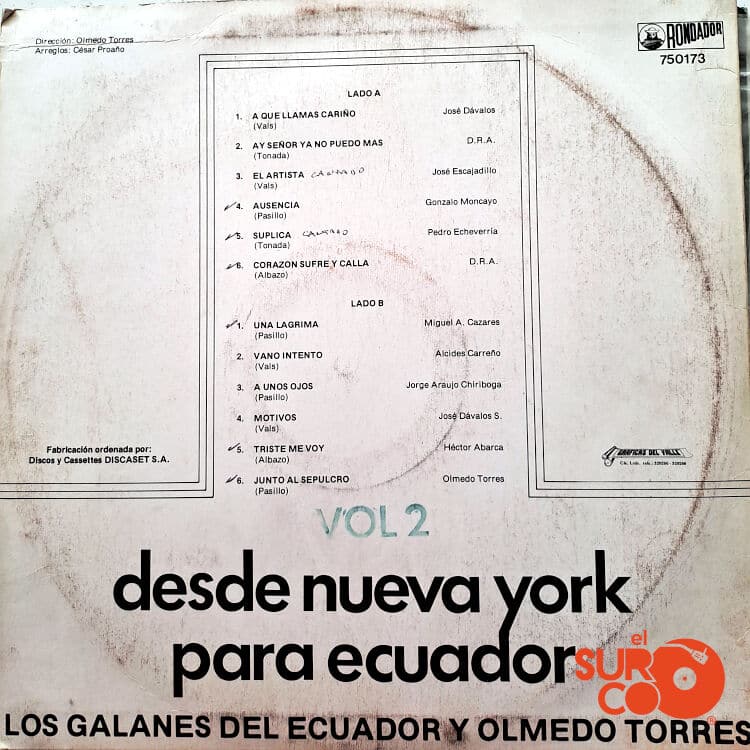 Dirección: Olmedo Torres
Arreglos: César Proaño
RONDADOR
750173
LADO A
1. A QUE LLAMAS CARIÑO José Dávalos
(Vals)
2. AY SEÑOR YA NO PUEDO MAS D.R.A.
(Tonada)
3. EL ARTISTA CANTADO José Escajadillo
(Vals)
4. AUSENCIA Gonzalo Moncayo
(Pasillo)
5. SUPLICA CANTADO Pedro Echeverría
(Tonada)
6. CORAZON SUFRE Y CALLA D.R.A.
(Albazo)
LADO B
1. UNA LAGRIMA Miguel A. Cazares
(Pasillo)
2. VANO INTENTO Alcides Carreño
(Vals)
3. A UNOS OJOS Jorge Araujo Chiriboga
(Pasillo)
4. MOTIVOS José Dávalos S.
(Vals)
5. TRISTE ME VOY Héctor Abarca
(Albazo)
6. JUNTO AL SEPULCRO Olmedo Torres
(Pasillo)
Fabricación ordenada por:
Discos y Cassettes DISCASET S.A.
GRAFICAS DEL VALLE
VOL 2
desde nueva york
para ecuador
el
SUR
CO
LOS GALANES DEL ECUADOR Y OLMEDO TORRES